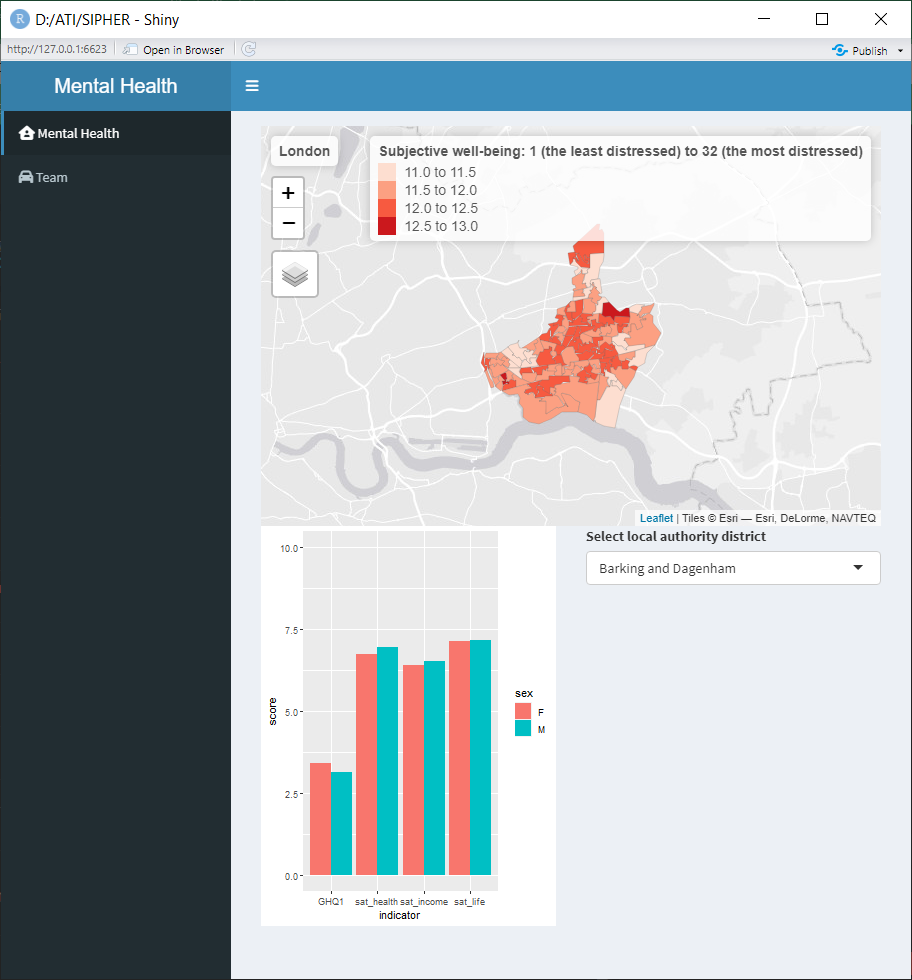 D:/ATI/SIPHER - Shiny
http://127.0.0.1:6623 Open in Browser Publish
Mental Health
Mental Health
Team
London
Subjective well-being: 1 (the least distressed) to 32 (the most distressed)
11.0 to 11.5
11.5 to 12.0
12.0 to 12.5
12.5 to 13.0
+
−
Leaflet | Tiles © Esri — Esri, DeLorme, NAVTEQ
Select local authority district
Barking and Dagenham
10.0
7.5
5.0
2.5
0.0
score
GHQ1 sat_health sat_income sat_life
indicator
sex
F
M